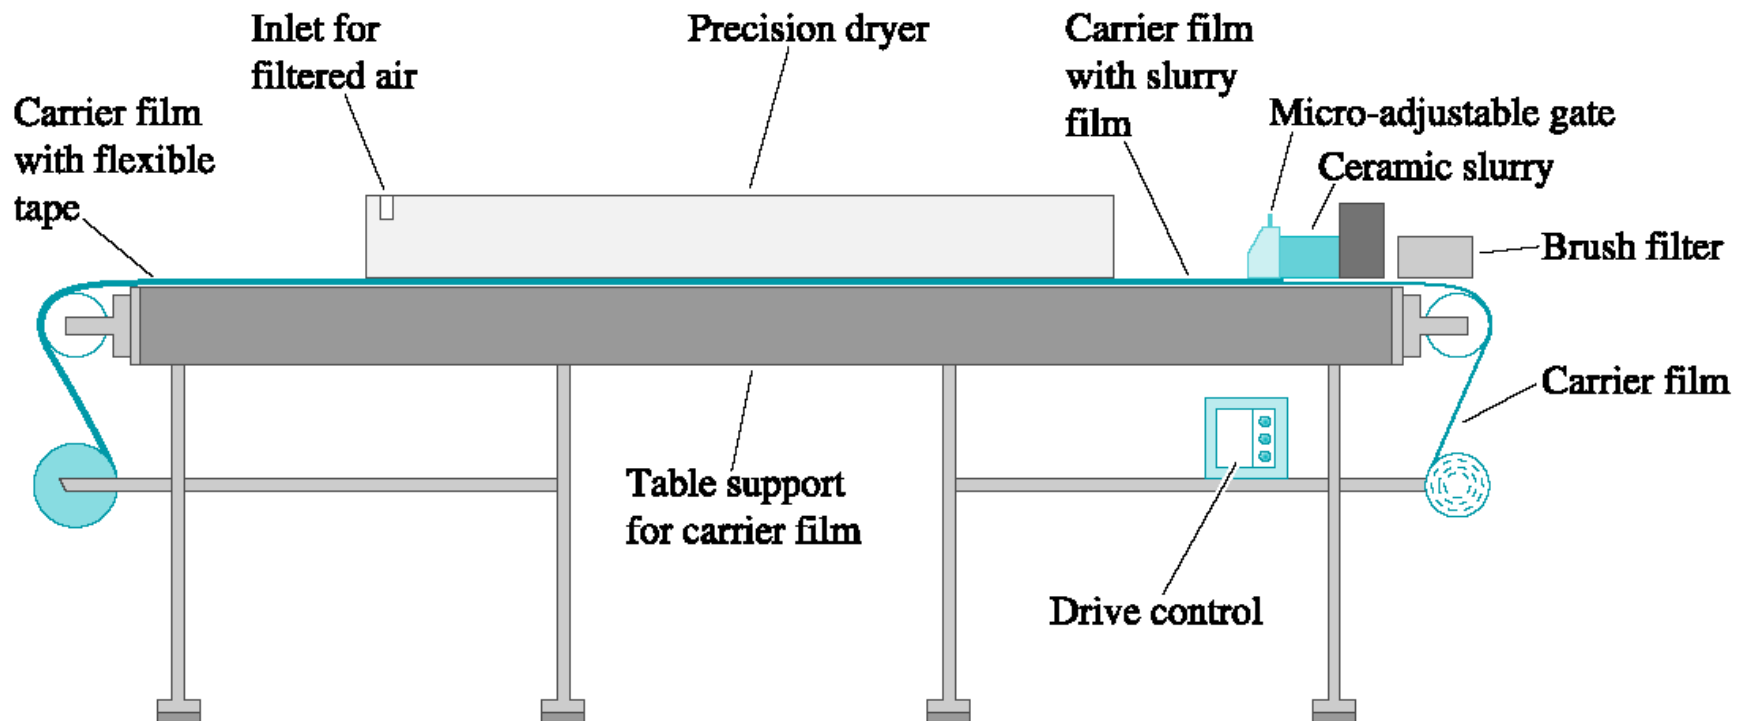 Inlet for
filtered air
Precision dryer
Carrier film
with slurry
film
Carrier film
with flexible
tape
Micro-adjustable gate
Ceramic slurry
Brush filter
Carrier film
Table support
for carrier film
Drive control